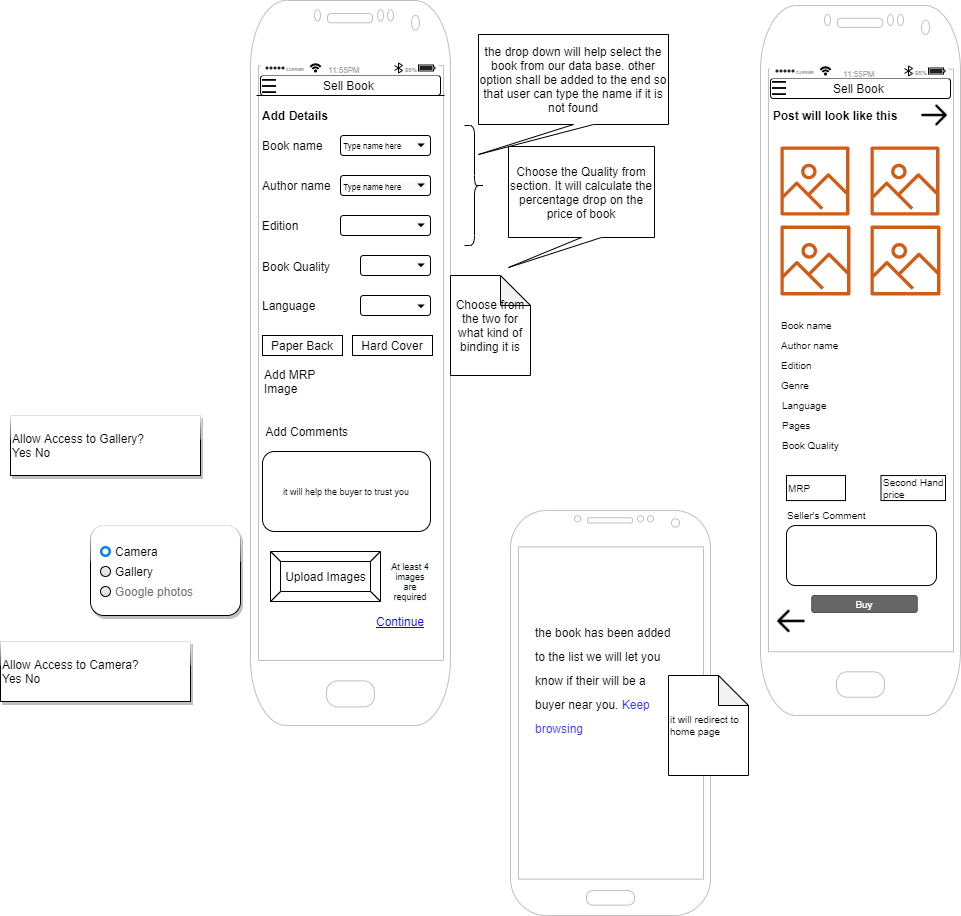 CARRIER
11:55PM
98%
Sell Book
Add Details
Book name
Type name here
Author name
Type name here
Edition
Book Quality
Language
Paper Back
Hard Cover
Add MRP
Image
Add Comments
it will help the buyer to trust you
Upload Images
At least 4
images
are
required
Continue
the drop down will help select the
book from our data base. other
option shall be added to the end so
that user can type the name if it is
not found
Choose the Quality from
section. It will calculate the
percentage drop on the
price of book
Choose from
the two for
what kind of
binding it is
Allow Access to Gallery?
Yes No
Camera
Gallery
Google photos
Allow Access to Camera?
Yes No
the book has been added
to the list we will let you
know if their will be a
buyer near you. Keep
browsing
it will redirect to
home page
CARRIER
11:55PM
98%
Sell Book
Post will look like this
Book name
Author name
Edition
Genre
Language
Pages
Book Quality
MRP
Second Hand
price
Seller's Comment
Buy